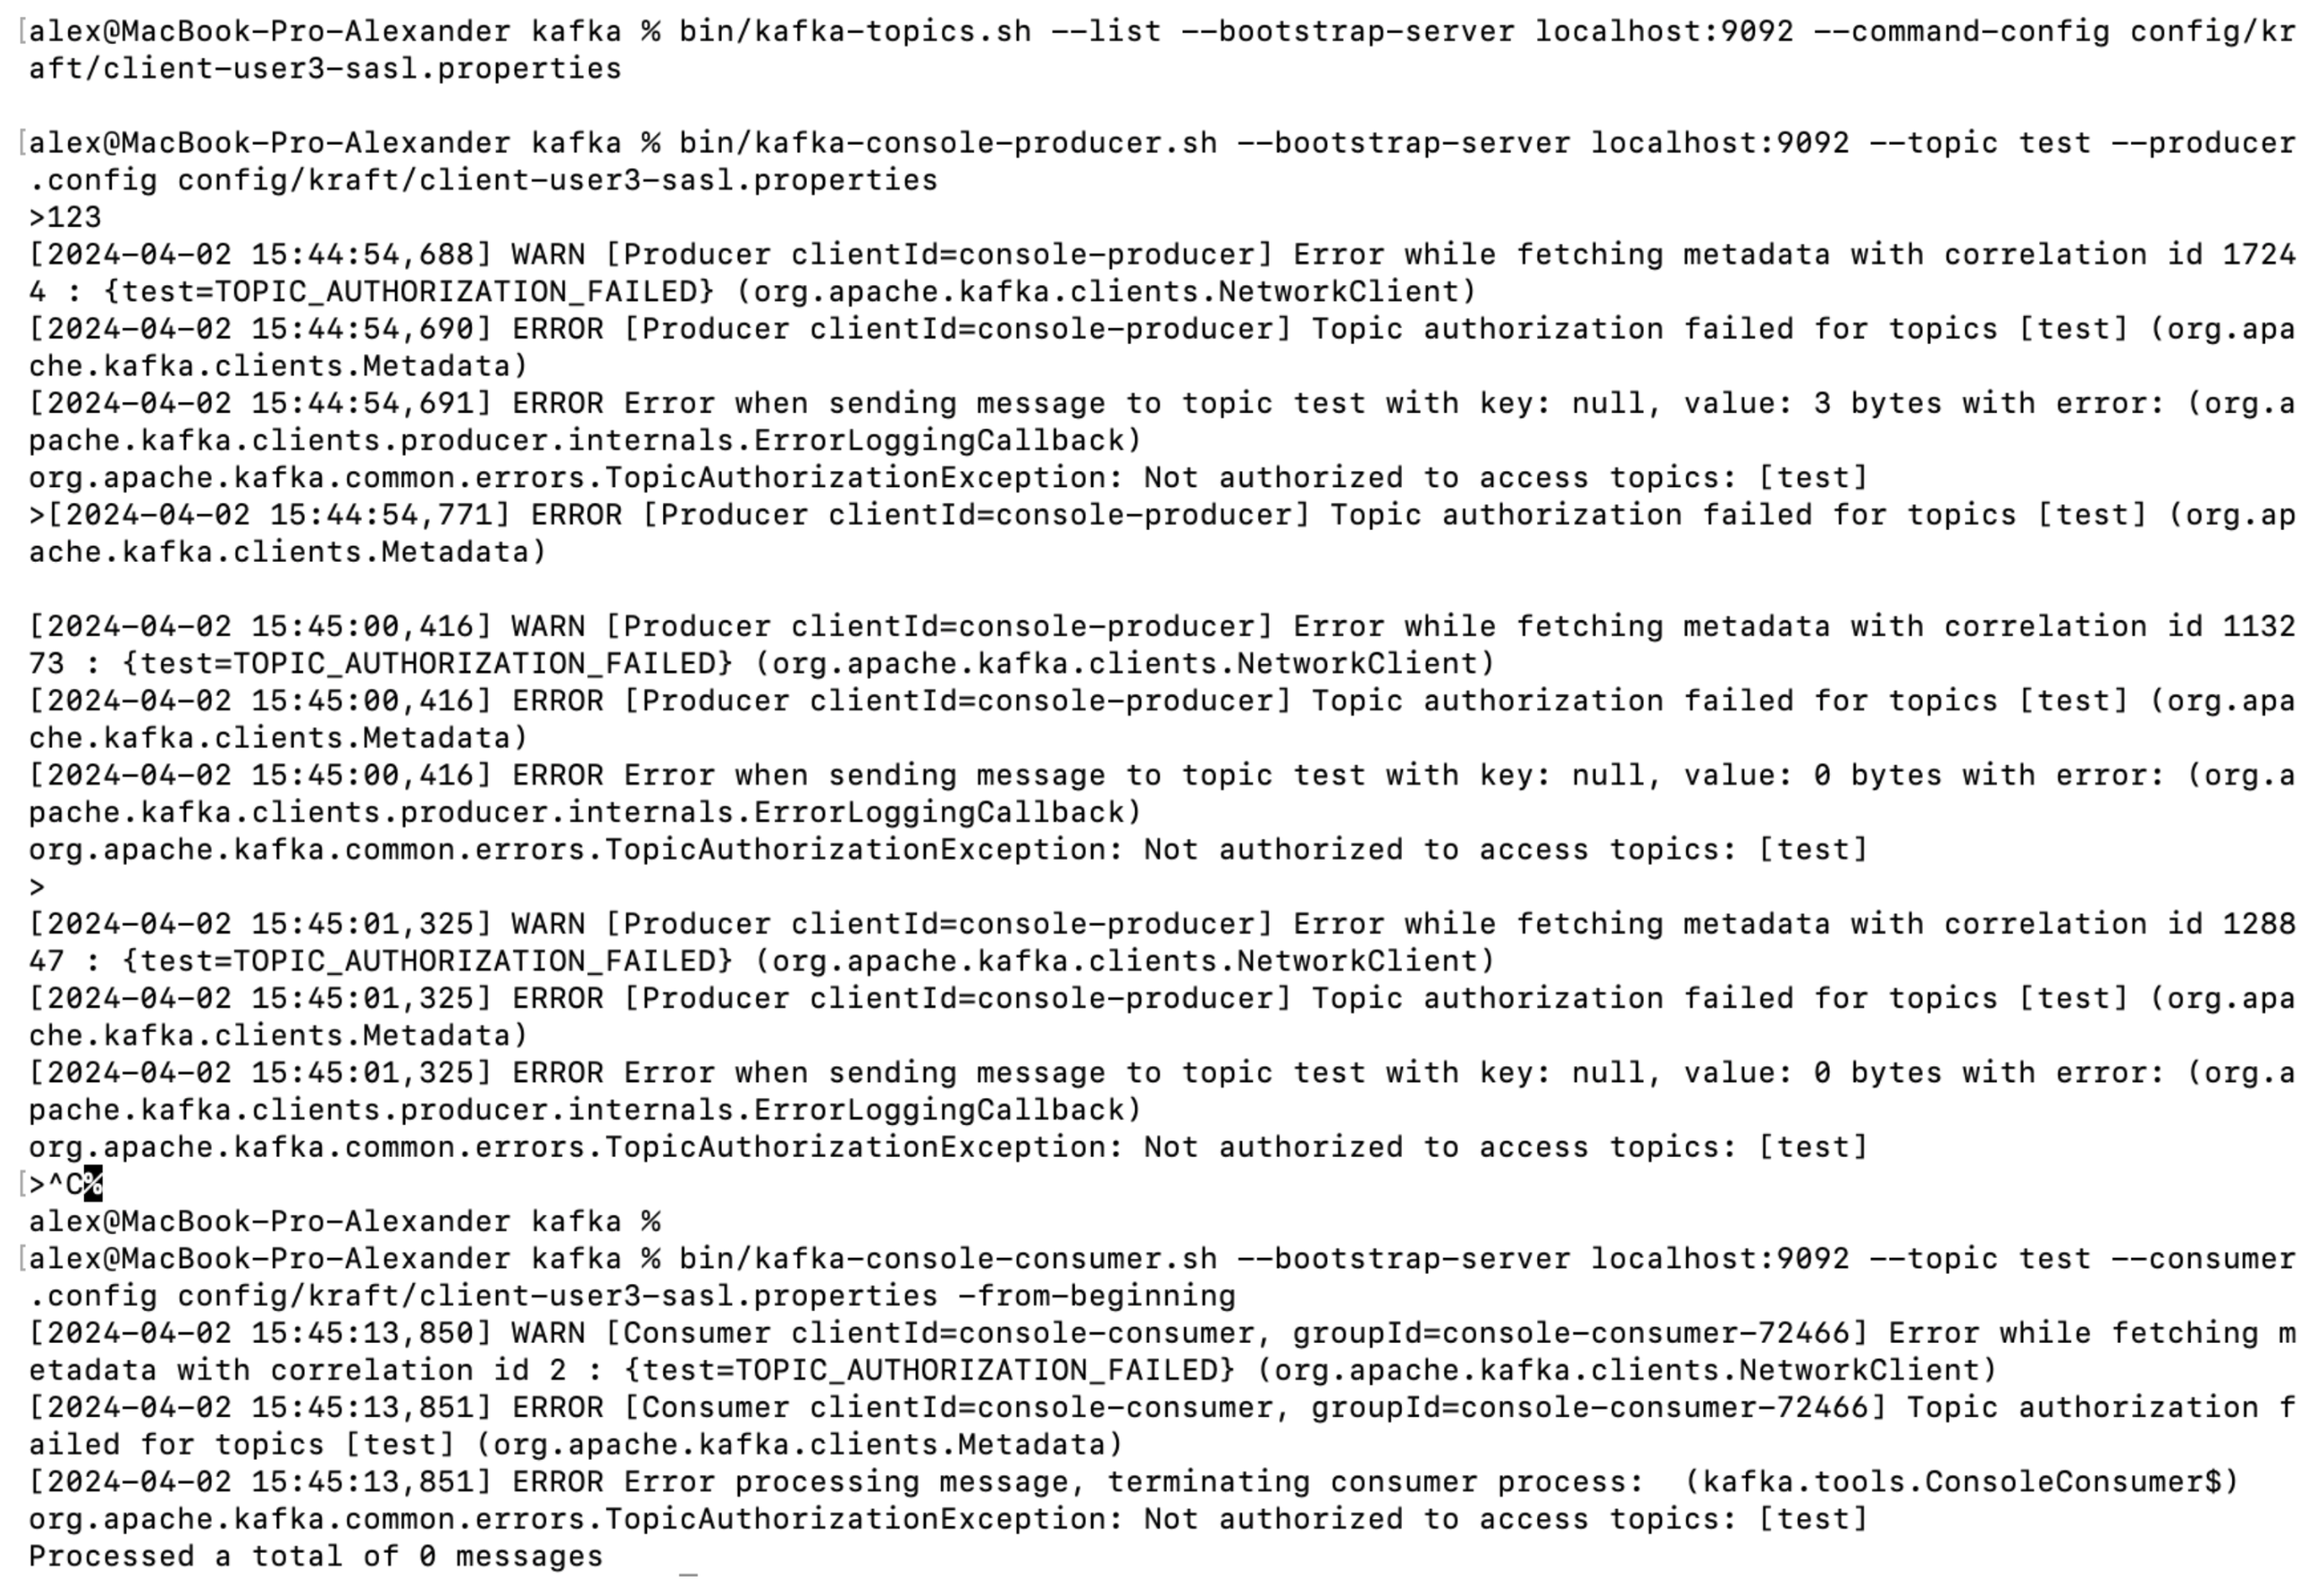 [alex@MacBook-Pro-Alexander kafka % bin/kafka-topics.sh --list --bootstrap-server localhost:9092 --command-config config/kr
aft/client-user3-sasl.properties
[alex@MacBook-Pro-Alexander kafka % bin/kafka-console-producer.sh --bootstrap-server localhost:9092 --topic test --producer
.config config/kraft/client-user3-sasl.properties
>123
[2024-04-02 15:44:54,688] WARN [Producer clientId=console-producer] Error while fetching metadata with correlation id 1724
4 : {test=TOPIC_AUTHORIZATION_FAILED} (org.apache.kafka.clients.NetworkClient)
[2024-04-02 15:44:54,690] ERROR [Producer clientId=console-producer] Topic authorization failed for topics [test] (org.apa
che.kafka.clients.Metadata)
[2024-04-02 15:44:54,691] ERROR Error when sending message to topic test with key: null, value: 3 bytes with error: (org.a
pache.kafka.clients.producer.internals.ErrorLoggingCallback)
org.apache.kafka.common.errors.TopicAuthorizationException: Not authorized to access topics: [test]
>[2024-04-02 15:44:54,771] ERROR [Producer clientId=console-producer] Topic authorization failed for topics [test] (org.ap
ache.kafka.clients.Metadata)
[2024-04-02 15:45:00,416] WARN [Producer clientId=console-producer] Error while fetching metadata with correlation id 1132
73 : {test=TOPIC_AUTHORIZATION_FAILED} (org.apache.kafka.clients.NetworkClient)
[2024-04-02 15:45:00,416] ERROR [Producer clientId=console-producer] Topic authorization failed for topics [test] (org.apa
che.kafka.clients.Metadata)
[2024-04-02 15:45:00,416] ERROR Error when sending message to topic test with key: null, value: 0 bytes with error: (org.a
pache.kafka.clients.producer.internals.ErrorLoggingCallback)
org.apache.kafka.common.errors.TopicAuthorizationException: Not authorized to access topics: [test]
>
[2024-04-02 15:45:01,325] WARN [Producer clientId=console-producer] Error while fetching metadata with correlation id 1288
47 : {test=TOPIC_AUTHORIZATION_FAILED} (org.apache.kafka.clients.NetworkClient)
[2024-04-02 15:45:01,325] ERROR [Producer clientId=console-producer] Topic authorization failed for topics [test] (org.apa
che.kafka.clients.Metadata)
[2024-04-02 15:45:01,325] ERROR Error when sending message to topic test with key: null, value: 0 bytes with error: (org.a
pache.kafka.clients.producer.internals.ErrorLoggingCallback)
org.apache.kafka.common.errors.TopicAuthorizationException: Not authorized to access topics: [test]
[>^C%
alex@MacBook-Pro-Alexander kafka %
[alex@MacBook-Pro-Alexander kafka % bin/kafka-console-consumer.sh --bootstrap-server localhost:9092 --topic test --consumer
.config config/kraft/client-user3-sasl.properties -from-beginning
[2024-04-02 15:45:13,850] WARN [Consumer clientId=console-consumer, groupId=console-consumer-72466] Error while fetching m
etadata with correlation id 2 : {test=TOPIC_AUTHORIZATION_FAILED} (org.apache.kafka.clients.NetworkClient)
[2024-04-02 15:45:13,851] ERROR [Consumer clientId=console-consumer, groupId=console-consumer-72466] Topic authorization f
ailed for topics [test] (org.apache.kafka.clients.Metadata)
[2024-04-02 15:45:13,851] ERROR Error processing message, terminating consumer process:  (kafka.tools.ConsoleConsumer$)
org.apache.kafka.common.errors.TopicAuthorizationException: Not authorized to access topics: [test]
Processed a total of 0 messages